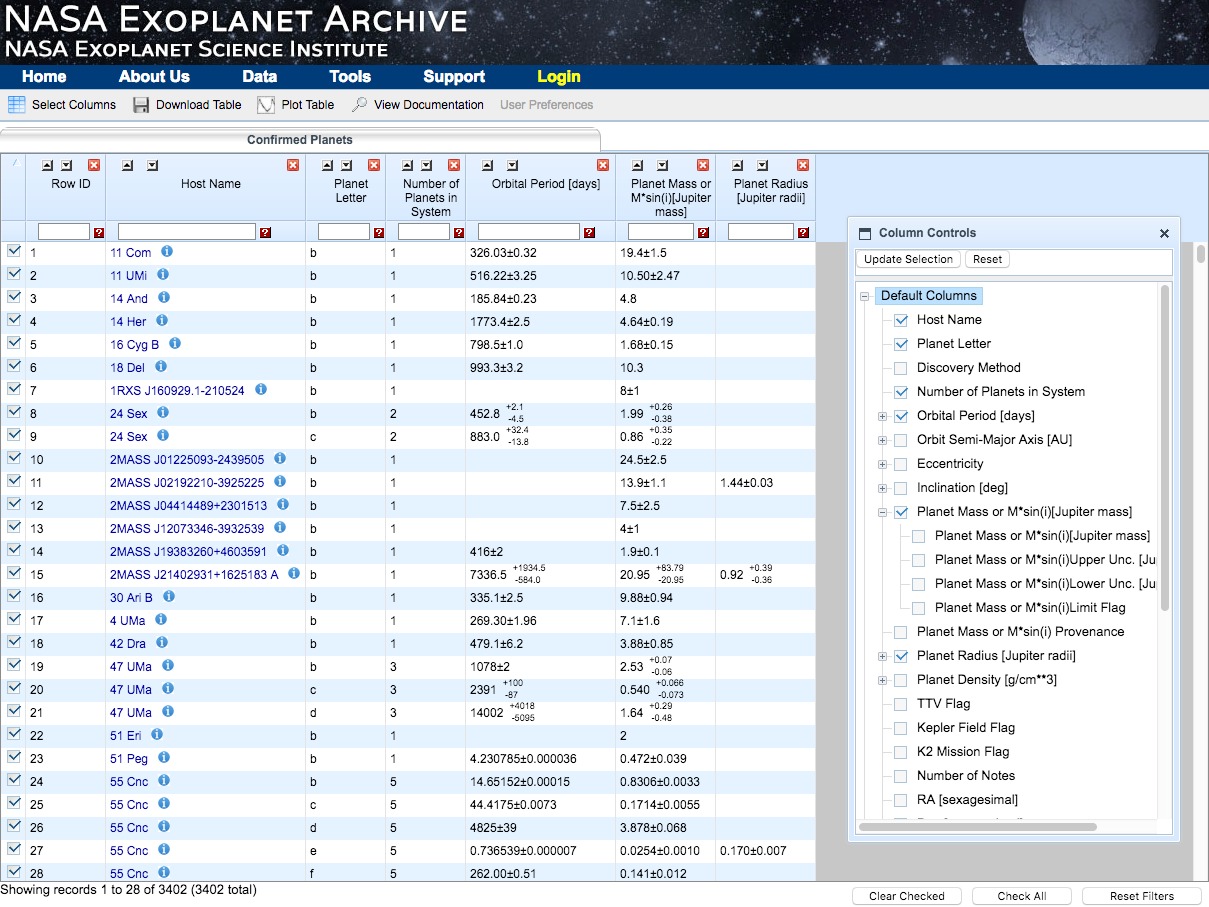 NASA EXOPLANET ARCHIVE
NASA EXOPLANET SCIENCE INSTITUTE
Home About Us Data Tools Support Login
Select Columns Download Table Plot Table View Documentation User Preferences
Confirmed Planets
Row ID Host Name Planet Letter Number of Planets in System Orbital Period [days] Planet Mass or M*sin(i)[Jupiter mass] Planet Radius [Jupiter radii]
1 11 Com b 1 326.03±0.32 19.4±1.5
2 11 UMi b 1 516.22±3.25 10.50±2.47
3 14 And b 1 185.84±0.23 4.8
4 14 Her b 1 1773.4±2.5 4.64±0.19
5 16 Cyg B b 1 798.5±1.0 1.68±0.15
6 18 Del b 1 993.3±3.2 10.3
7 1RXS J160929.1-210524 b 1 8±1
8 24 Sex b 2 452.8 +2.1 -4.5 1.99 +0.26 -0.38
9 24 Sex c 2 883.0 +32.4 -13.8 0.86 +0.35 -0.22
10 2MASS J01225093-2439505 b 1 24.5±2.5
11 2MASS J02192210-3925225 b 1 13.9±1.1 1.44±0.03
12 2MASS J04414489+2301513 b 1 7.5±2.5
13 2MASS J12073346-3932539 b 1 4±1
14 2MASS J19383260+4603591 b 1 416±2 1.9±0.1
15 2MASS J21402931+1625183 A b 1 7336.5 +1934.5 -584.0 20.95 +83.79 -20.95 0.92 +0.39 -0.36
16 30 Ari B b 1 335.1±2.5 9.88±0.94
17 4 UMa b 1 269.30±1.96 7.1±1.6
18 42 Dra b 1 479.1±6.2 3.88±0.85
19 47 UMa b 3 1078±2 2.53 +0.07 -0.06
20 47 UMa c 3 2391 +100 -87 0.540 +0.066 -0.073
21 47 UMa d 3 14002 +4018 -5095 1.64 +0.29 -0.48
22 51 Eri b 1 2
23 51 Peg b 1 4.230785±0.000036 0.472±0.039
24 55 Cnc b 5 14.65152±0.00015 0.8306±0.0033
25 55 Cnc c 5 44.4175±0.0073 0.1714±0.0055
26 55 Cnc d 5 4825±39 3.878±0.068
27 55 Cnc e 5 0.736539±0.000007 0.0254±0.0010 0.170±0.007
28 55 Cnc f 5 262.00±0.51 0.141±0.012
Showing records 1 to 28 of 3402 (3402 total)
Column Controls
Update Selection Reset
Default Columns
Host Name
Planet Letter
Discovery Method
Number of Planets in System
Orbital Period [days]
Orbit Semi-Major Axis [AU]
Eccentricity
Inclination [deg]
Planet Mass or M*sin(i)[Jupiter mass]
Planet Mass or M*sin(i)[Jupiter mass]
Planet Mass or M*sin(i)Upper Unc. [Ju
Planet Mass or M*sin(i)Lower Unc. [Ju
Planet Mass or M*sin(i)Limit Flag
Planet Mass or M*sin(i) Provenance
Planet Radius [Jupiter radii]
Planet Density [g/cm**3]
TTV Flag
Kepler Field Flag
K2 Mission Flag
Number of Notes
RA [sexagesimal]
Clear Checked Check All Reset Filters